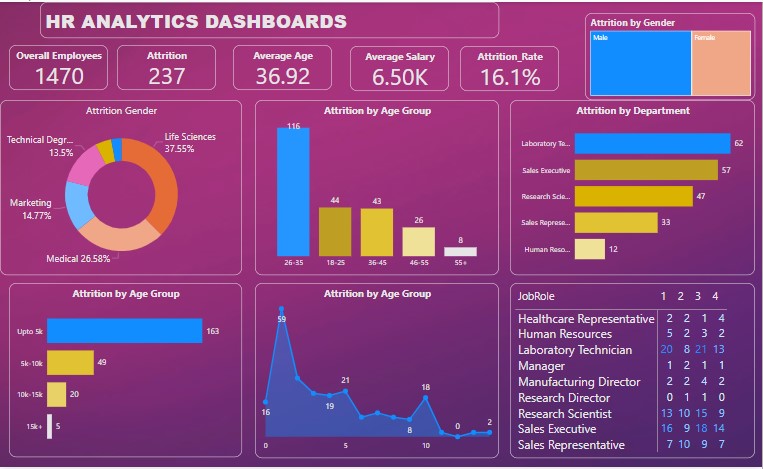 HR ANALYTICS DASHBOARDS
Overall Employees
1470
Attrition
237
Average Age
36.92
Average Salary
6.50K
Attrition_Rate
16.1%
Attrition by Gender
Male
Female
Attrition Gender
Technical Degr...
13.5%
Life Sciences
37.55%
Marketing
14.77%
Medical 26.58%
Attrition by Age Group
116
44
43
26
8
26-35 18-25 36-45 46-55 55+
Attrition by Department
Laboratory Te... 62
Sales Executive 57
Research Scie... 47
Sales Represe... 33
Human Reso... 12
Attrition by Age Group
Upto 5k 163
5k-10k 49
10k-15k 20
15k+ 5
Attrition by Age Group
59
16
19
21
8
18
0
2
0 5 10
JobRole 1 2 3 4
Healthcare Representative 2 2 1 4
Human Resources 5 2 3 2
Laboratory Technician 20 8 21 13
Manager 1 2 1 1
Manufacturing Director 2 2 4 2
Research Director 0 1 1 0
Research Scientist 13 10 15 9
Sales Executive 16 9 18 14
Sales Representative 7 10 9 7